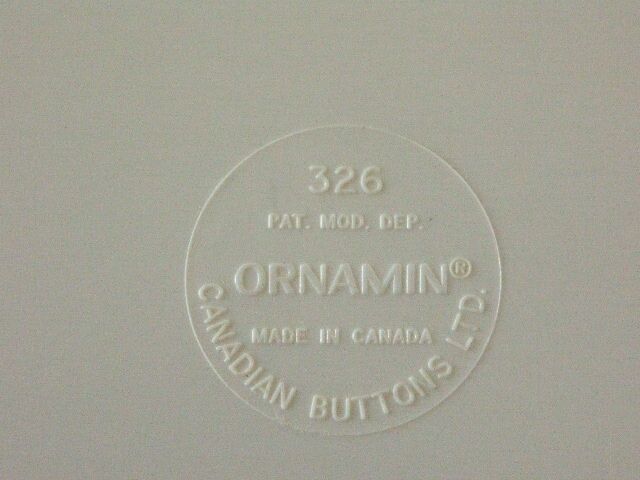 326
PAT. MOD. DEP.
ORNAMIN®
MADE IN CANADA
CANADIAN BUTTONS LTD.